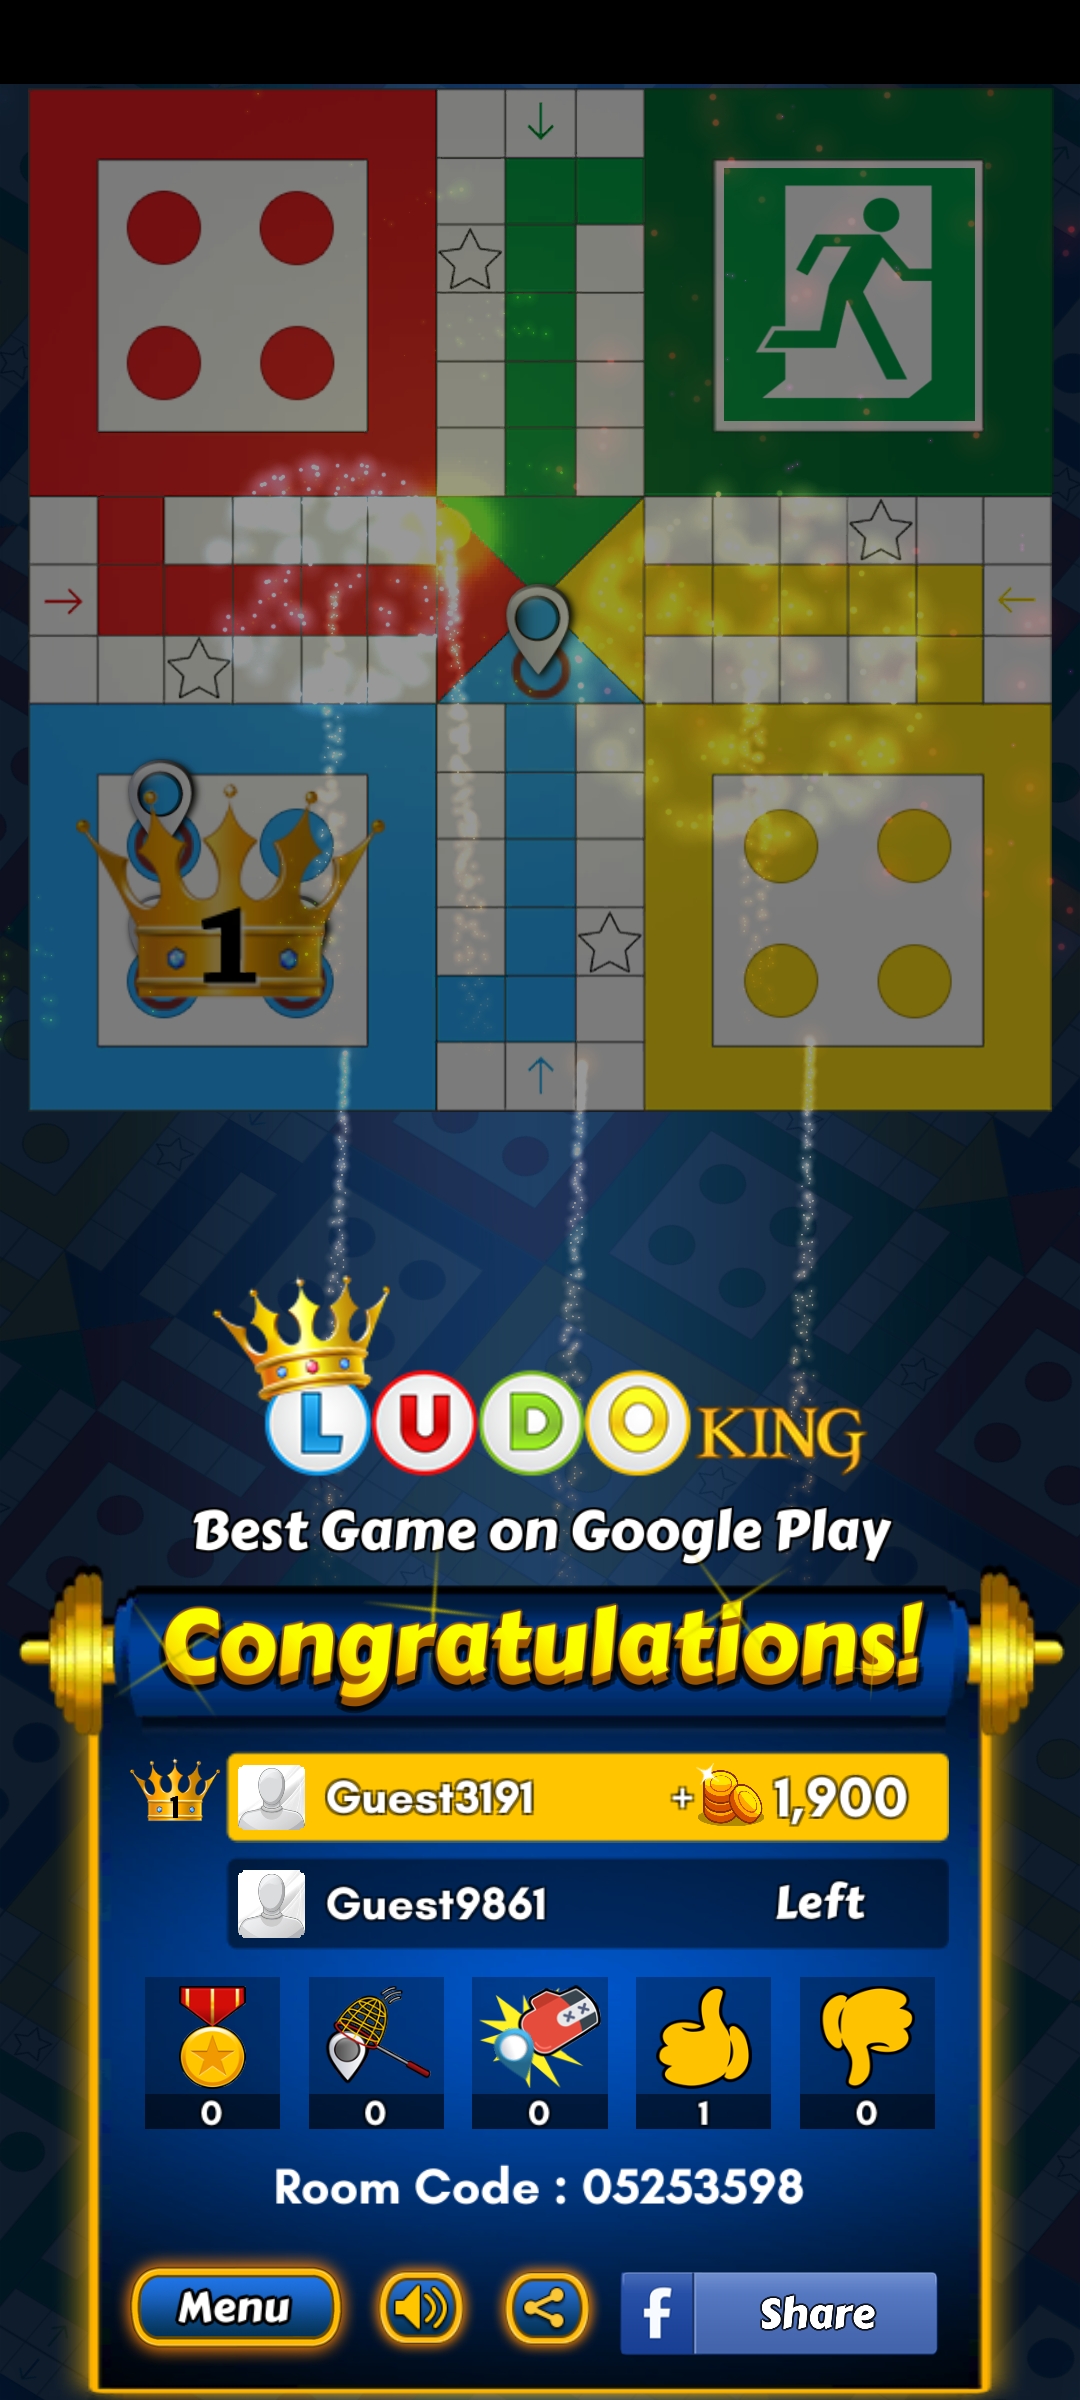 1
LUDO KING
Best Game on Google Play
Congratulations!
1 Guest3191 + 1,900
Guest9861 Left
0 0 0 1 0
Room Code : 05253598
Menu f Share